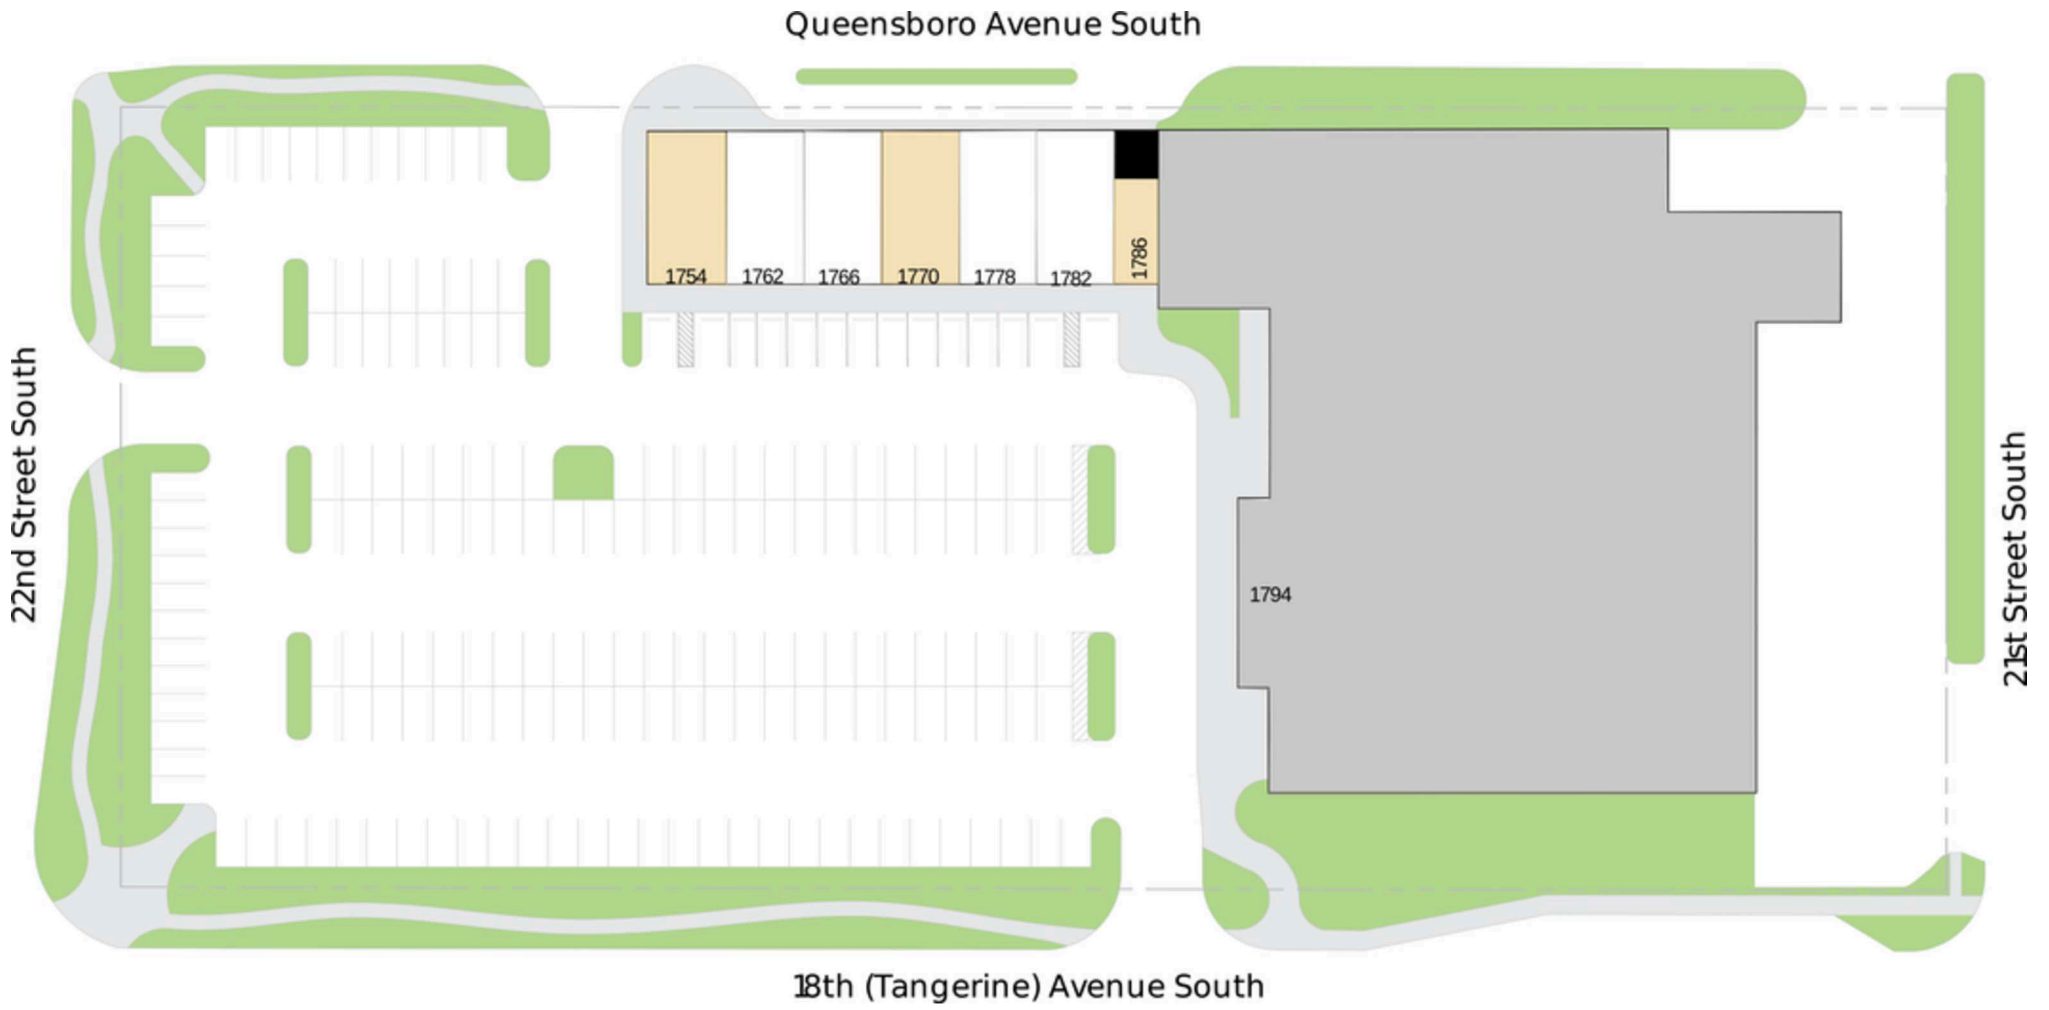 Queensboro Avenue South
1754
1762
1766
1770
1778
1782
1786
22nd Street South
21st Street South
1794
18th (Tangerine) Avenue South